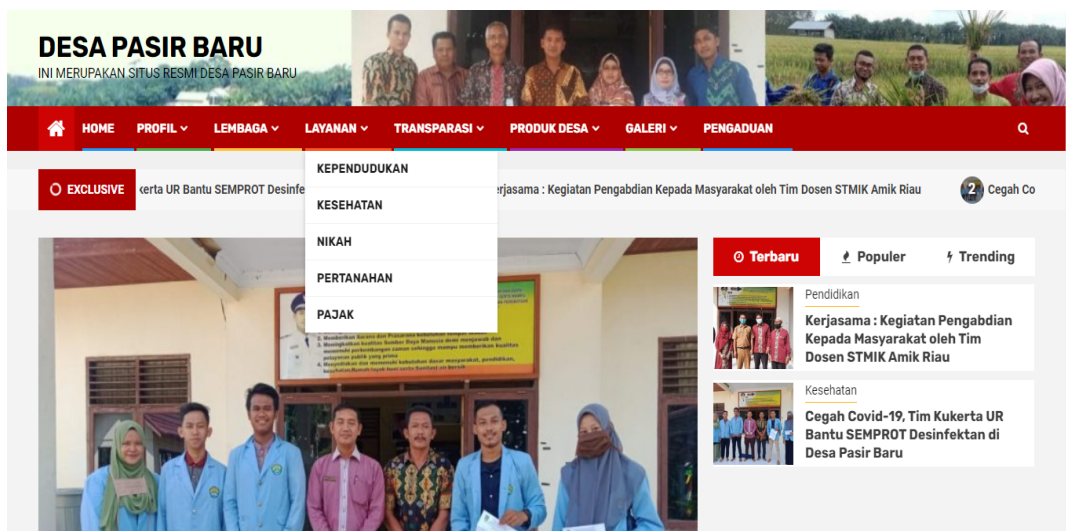 DESA PASIR BARU
INI MERUPAKAN SITUS RESMI DESA PASIR BARU
HOME PROFIL LEMBAGA LAYANAN TRANSPARASI PRODUK DESA GALERI PENGADUAN
KEPENDUDUKAN
KESEHATAN
NIKAH
PERTANAHAN
PAJAK
EXCLUSIVE erta UR Bantu SEMPROT Desinfe erjasama : Kegiatan Pengabdian Kepada Masyarakat oleh Tim Dosen STMIK Amik Riau 2 Cegah Co
Terbaru Populer Trending
Pendidikan
Kerjasama : Kegiatan Pengabdian
Kepada Masyarakat oleh Tim
Dosen STMIK Amik Riau
Kesehatan
Cegah Covid-19, Tim Kukerta UR
Bantu SEMPROT Desinfektan di
Desa Pasir Baru